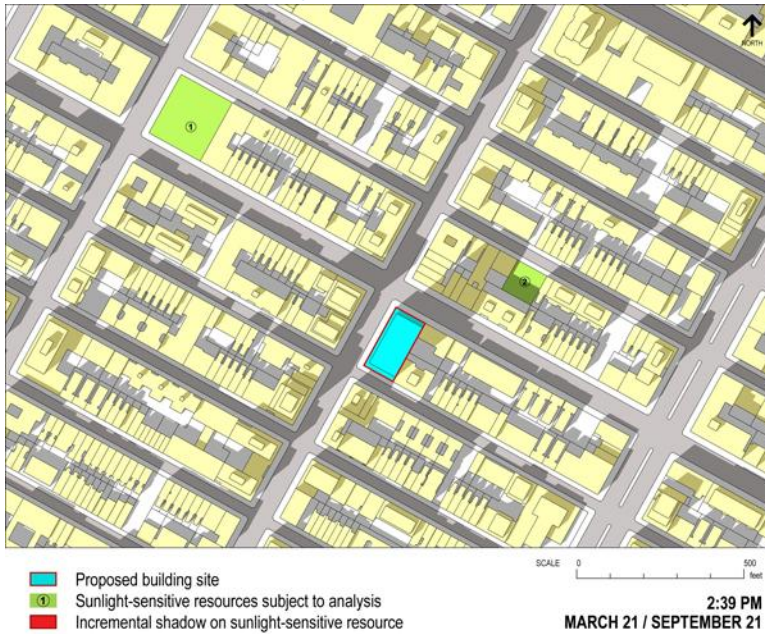 NORTH
①
②
SCALE 0 500
feet
Proposed building site
① Sunlight-sensitive resources subject to analysis
Incremental shadow on sunlight-sensitive resource
2:39 PM
MARCH 21 / SEPTEMBER 21